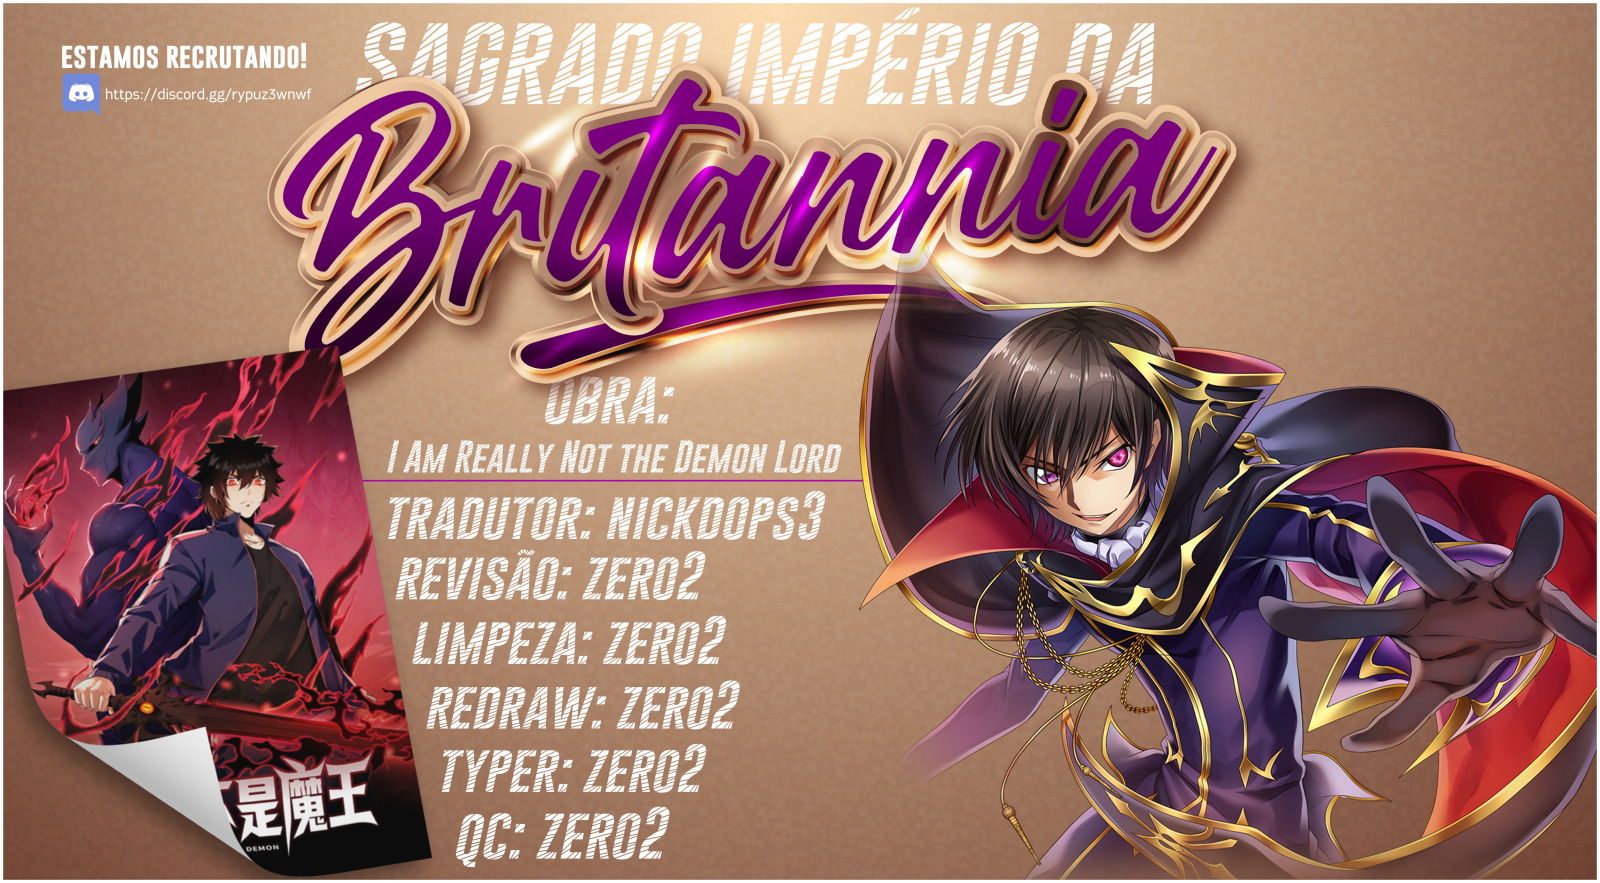 ESTAMOS RECRUTANDO!
https://discord.gg/rypuz3wnwf
SAGRADO IMPÉRIO DA
Britannia
OBRA:
I AM REALLY NOT THE DEMON LORD
TRADUTOR: NICKDOPS3
REVISÃO: ZERO2
LIMPEZA: ZERO2
REDRAW: ZERO2
TYPER: ZERO2
QC: ZERO2
是魔王
DEMON